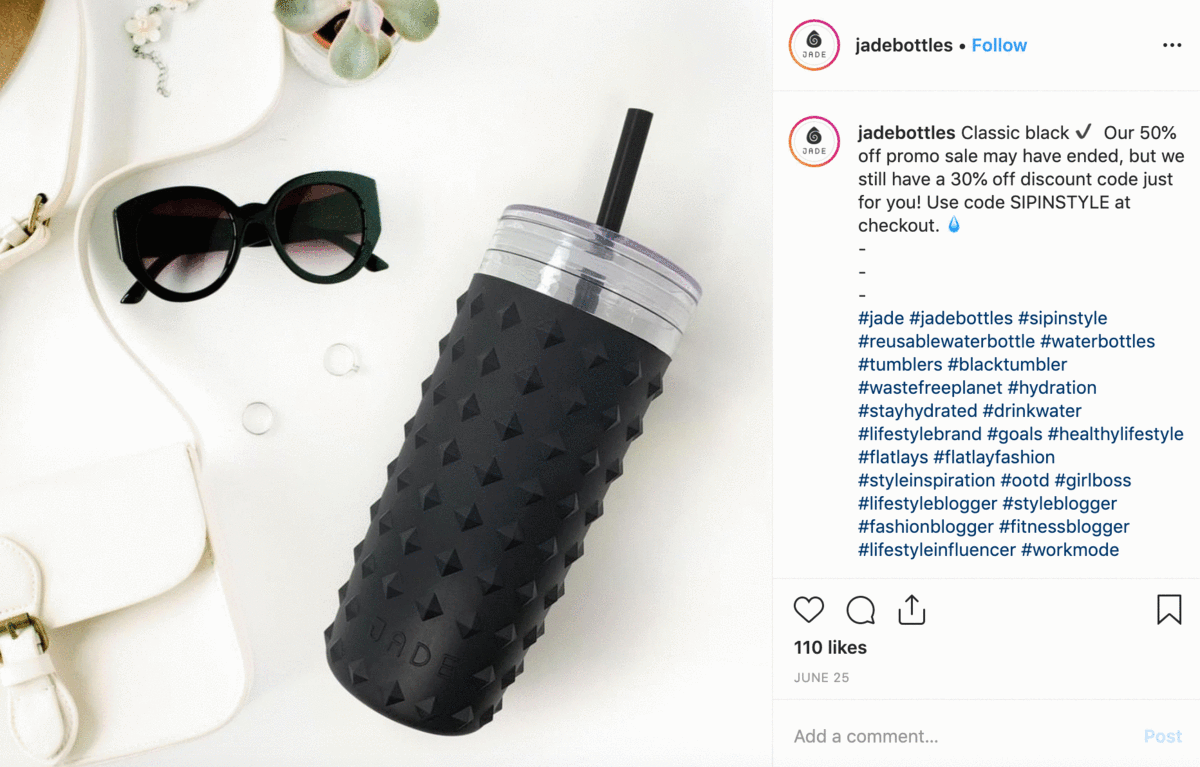 JADE
JADE
jadebottles • Follow
JADE
jadebottles Classic black ✔ Our 50%
off promo sale may have ended, but we
still have a 30% off discount code just
for you! Use code SIPINSTYLE at
checkout. 💧
-
-
-
#jade #jadebottles #sipinstyle
#reusablewaterbottle #waterbottles
#tumblers #blacktumbler
#wastefreeplanet #hydration
#stayhydrated #drinkwater
#lifestylebrand #goals #healthylifestyle
#flatlays #flatlayfashion
#styleinspiration #ootd #girlboss
#lifestyleblogger #styleblogger
#fashionblogger #fitnessblogger
#lifestyleinfluencer #workmode
110 likes
JUNE 25
Add a comment... Post